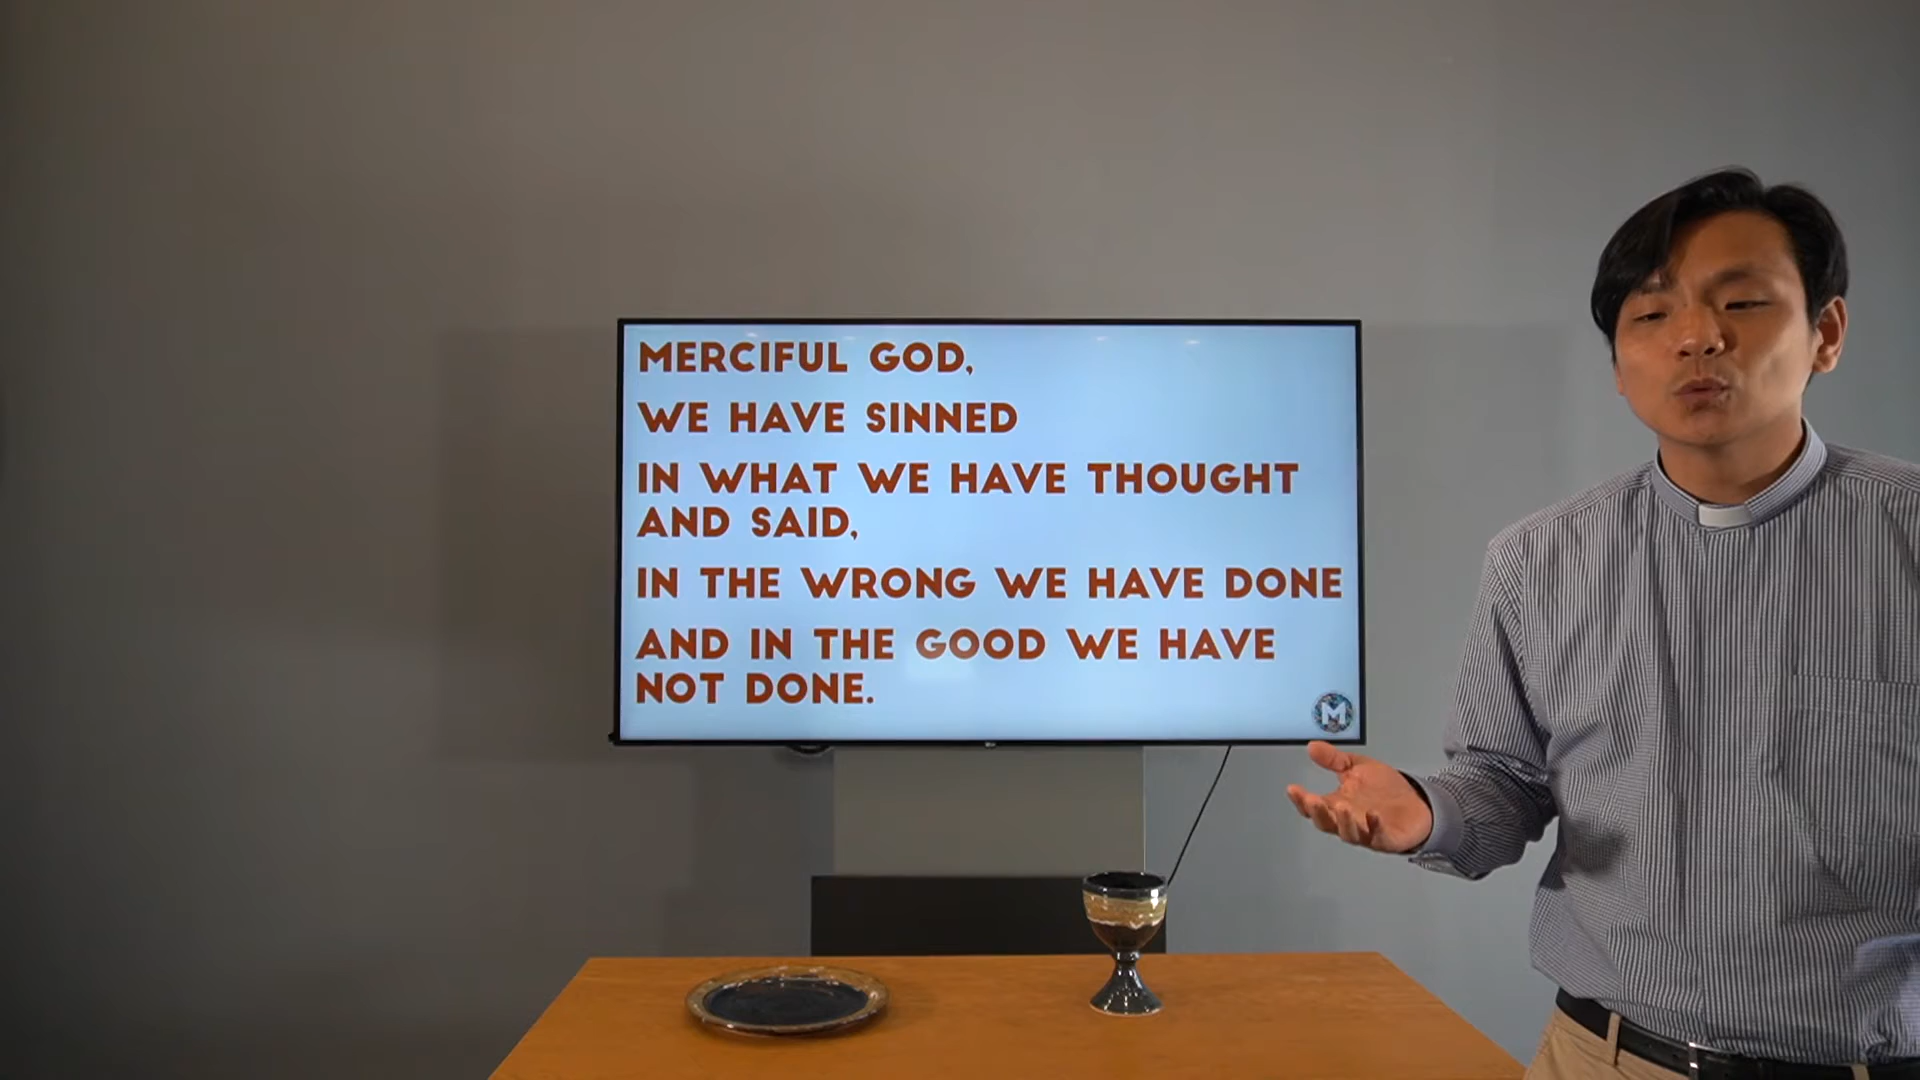 MERCIFUL GOD,
WE HAVE SINNED
IN WHAT WE HAVE THOUGHT
AND SAID,
IN THE WRONG WE HAVE DONE
AND IN THE GOOD WE HAVE
NOT DONE.
M